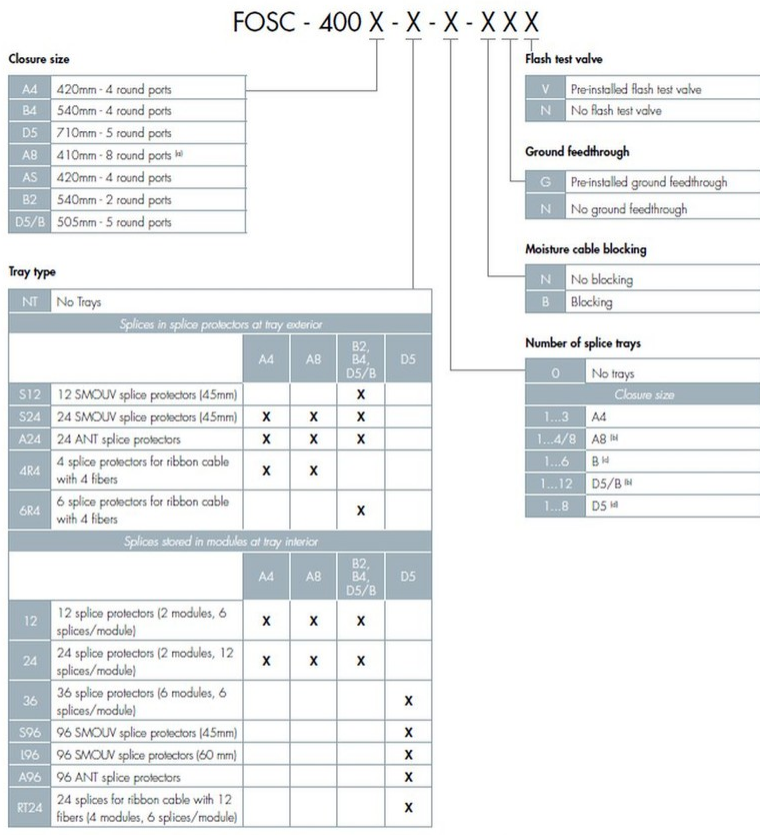 FOSC - 400 X - X - X - X X X
Closure size
A4 420mm - 4 round ports
B4 540mm - 4 round ports
D5 710mm - 5 round ports
A8 410mm - 8 round ports (a)
AS 420mm - 4 round ports
B2 540mm - 2 round ports
D5/B 505mm - 5 round ports
Tray type
NT No Trays
Splices in splice protectors at tray exterior
A4 A8 B2, B4, D5/B D5
S12 12 SMOUV splice protectors (45mm) X
S24 24 SMOUV splice protectors (45mm) X X X
A24 24 ANT splice protectors X X X
4R4 4 splice protectors for ribbon cable
with 4 fibers X X
6R4 6 splice protectors for ribbon cable
with 4 fibers X
Splices stored in modules at tray interior
A4 A8 B2, B4, D5/B D5
12 12 splice protectors (2 modules, 6
splices/module) X X X
24 24 splice protectors (2 modules, 12
splices/module) X X X
36 36 splice protectors (6 modules, 6
splices/module) X
S96 96 SMOUV splice protectors (45mm) X
L96 96 SMOUV splice protectors (60 mm) X
A96 96 ANT splice protectors X
RT24 24 splices for ribbon cable with 12
fibers (4 modules, 6 splices/module) X
Flash test valve
V Pre-installed flash test valve
N No flash test valve
Ground feedthrough
G Pre-installed ground feedthrough
N No ground feedthrough
Moisture cable blocking
N No blocking
B Blocking
Number of splice trays
0 No trays
Closure size
1...3 A4
1...4/8 A8 (b)
1...6 B (c)
1...12 D5/B (b)
1...8 D5 (d)